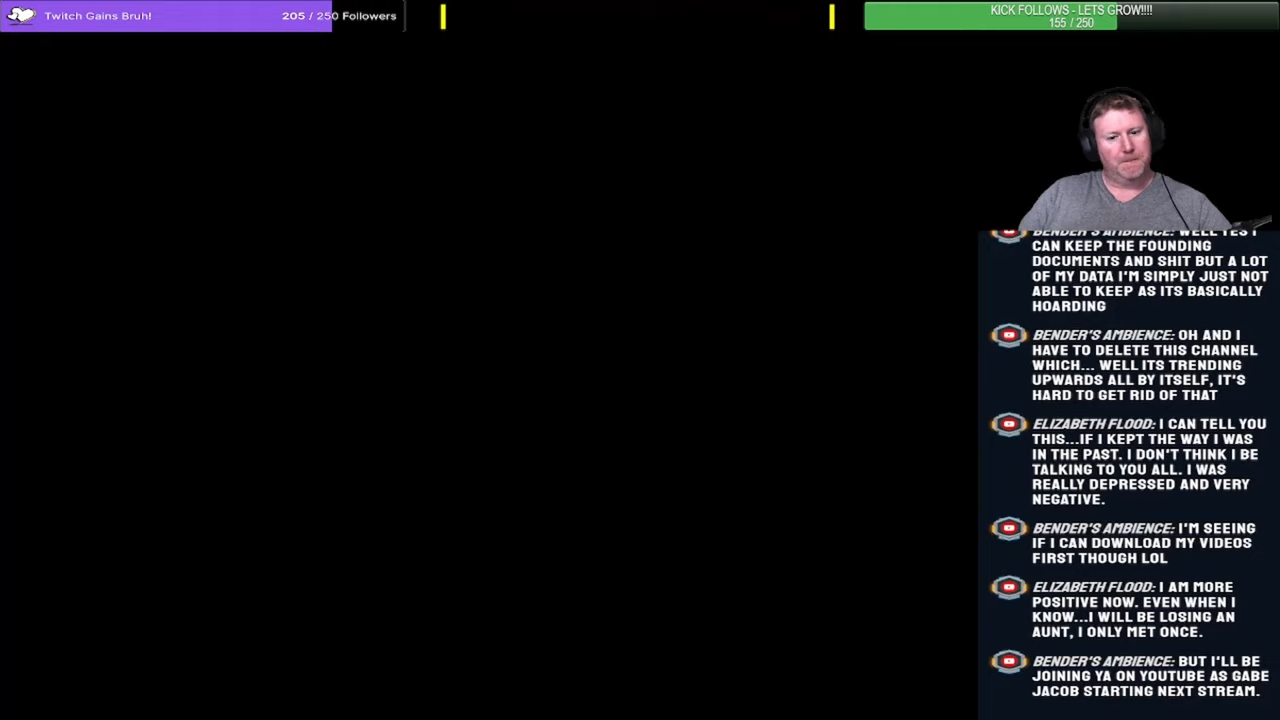 Twitch Gains Bruh!
205 / 250 Followers
KICK FOLLOWS - LETS GROW!!!!
155 / 250
BENDER'S AMBIENCE: WELL YES I
CAN KEEP THE FOUNDING
DOCUMENTS AND SHIT BUT A LOT
OF MY DATA I'M SIMPLY JUST NOT
ABLE TO KEEP AS ITS BASICALLY
HOARDING
BENDER'S AMBIENCE: OH AND I
HAVE TO DELETE THIS CHANNEL
WHICH... WELL ITS TRENDING
UPWARDS ALL BY ITSELF, IT'S
HARD TO GET RID OF THAT
ELIZABETH FLOOD: I CAN TELL YOU
THIS...IF I KEPT THE WAY I WAS
IN THE PAST. I DON'T THINK I BE
TALKING TO YOU ALL. I WAS
REALLY DEPRESSED AND VERY
NEGATIVE.
BENDER'S AMBIENCE: I'M SEEING
IF I CAN DOWNLOAD MY VIDEOS
FIRST THOUGH LOL
ELIZABETH FLOOD: I AM MORE
POSITIVE NOW. EVEN WHEN I
KNOW...I WILL BE LOSING AN
AUNT, I ONLY MET ONCE.
BENDER'S AMBIENCE: BUT I'LL BE
JOINING YA ON YOUTUBE AS GABE
JACOB STARTING NEXT STREAM.